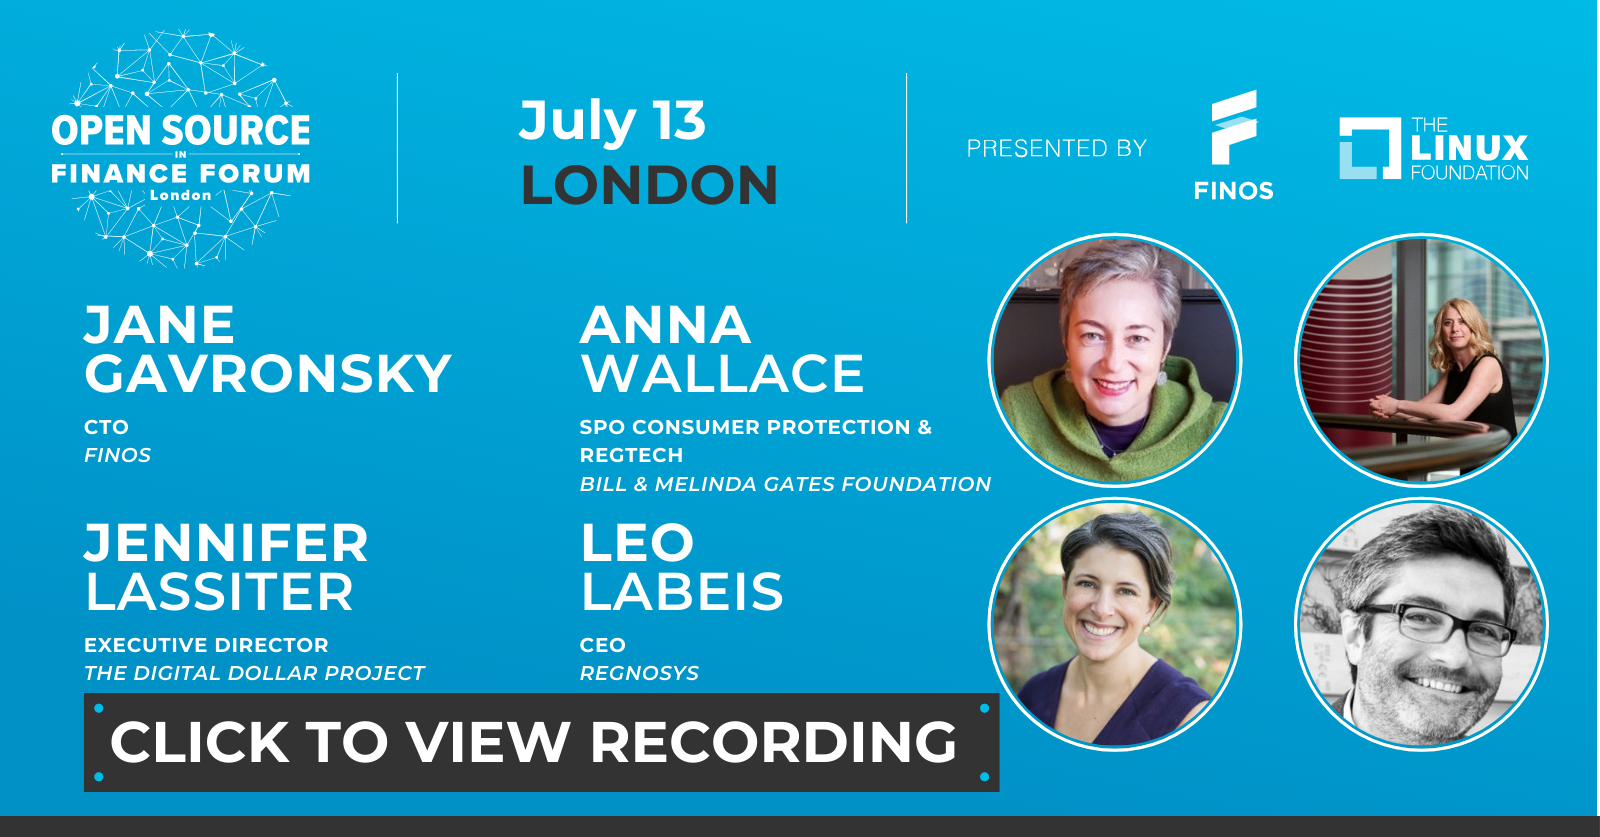 OPEN SOURCE
IN
FINANCE FORUM
London
July 13
LONDON
PRESENTED BY
FINOS
THE
LINUX
FOUNDATION
JANE
GAVRONSKY
CTO
FINOS
ANNA
WALLACE
SPO CONSUMER PROTECTION &
REGTECH
BILL & MELINDA GATES FOUNDATION
JENNIFER
LASSITER
EXECUTIVE DIRECTOR
THE DIGITAL DOLLAR PROJECT
LEO
LABEIS
CEO
REGNOSYS
CLICK TO VIEW RECORDING